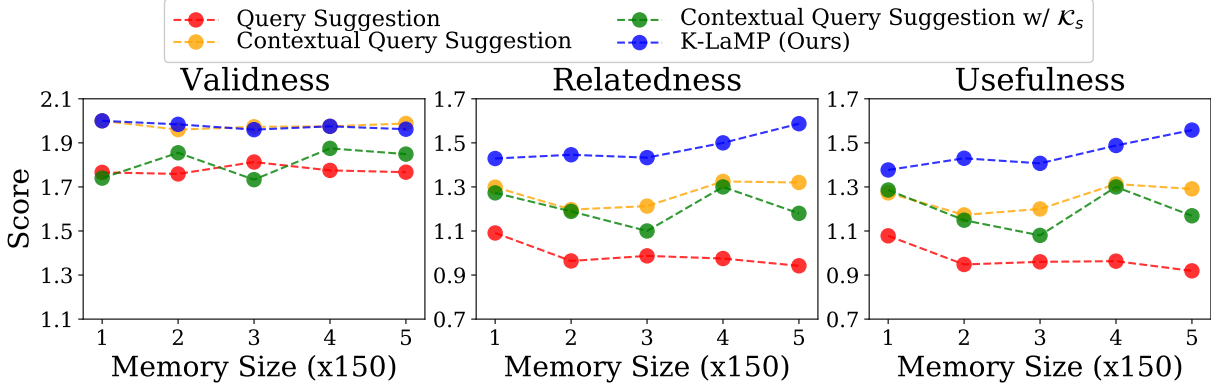 Query Suggestion
Contextual Query Suggestion
Contextual Query Suggestion w/ 𝒦ₛ
K-LaMP (Ours)
Validness
Relatedness
Usefulness
Score
2.1
1.9
1.7
1.5
1.3
1.1
1 2 3 4 5
Memory Size (x150)
1.7
1.5
1.3
1.1
0.9
0.7
1 2 3 4 5
Memory Size (x150)
1.7
1.5
1.3
1.1
0.9
0.7
1 2 3 4 5
Memory Size (x150)